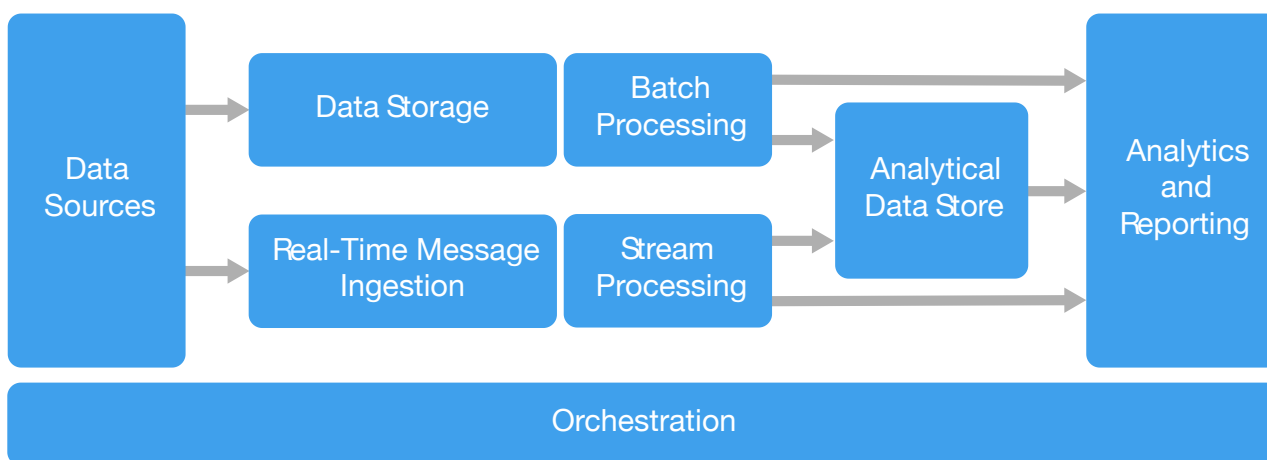 Data
Sources
Data Storage
Batch
Processing
Real-Time Message
Ingestion
Stream
Processing
Analytical
Data Store
Analytics
and
Reporting
Orchestration